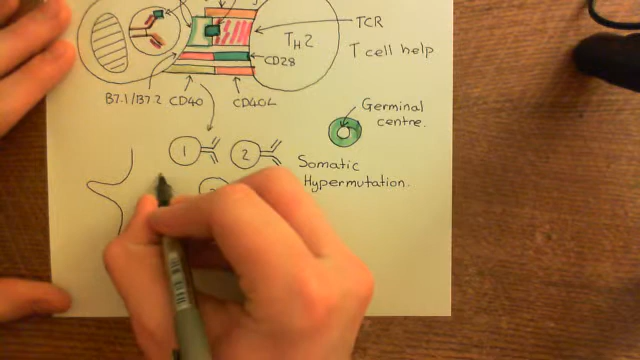 TCR
TH2
T cell help
CD28
B7.1/B7.2 CD40
CD40L
Germinal
centre.
1
2
Somatic
Hypermutation.